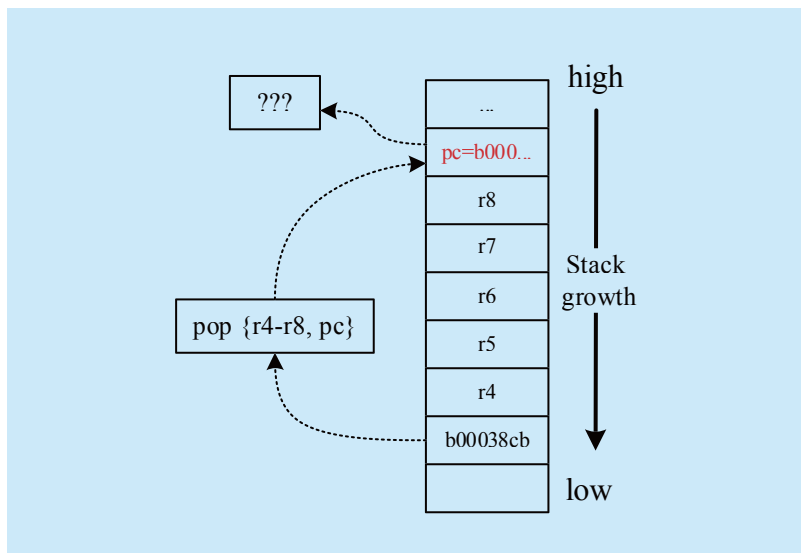 high
???
...
pc=b000...
r8
r7
Stack
growth
r6
pop {r4-r8, pc}
r5
r4
b00038cb
low